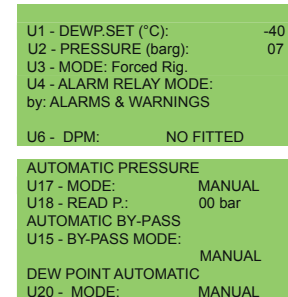 U1 - DEWP.SET (°C): -40
U2 - PRESSURE (barg): 07
U3 - MODE: Forced Rig.
U4 - ALARM RELAY MODE:
by: ALARMS & WARNINGS
U6 - DPM: NO FITTED
AUTOMATIC PRESSURE
U17 - MODE: MANUAL
U18 - READ P.: 00 bar
AUTOMATIC BY-PASS
U15 - BY-PASS MODE:
MANUAL
DEW POINT AUTOMATIC
U20 - MODE: MANUAL